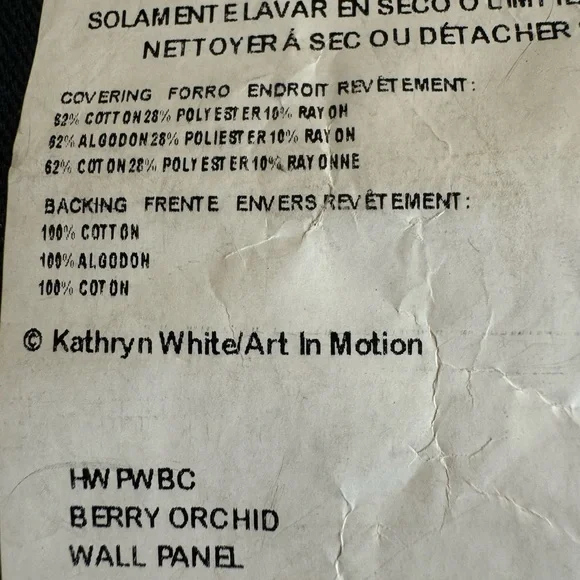 SOLAMENTE LAVAR EN SECO O
NETTOYER Á SEC OU DÉTACHER
COVERING FORRO ENDROIT REVÊTEMENT:
62% COTTON 28% POLYESTER 10% RAYON
62% ALGODON 28% POLIESTER 10% RAYON
62% COTON 28% POLYESTER 10% RAYONNE
BACKING FRENTE ENVERS REVÊTEMENT:
100% COTTON
100% ALGODON
100% COTON
© Kathryn White/Art In Motion
HWPWBC
BERRY ORCHID
WALL PANEL